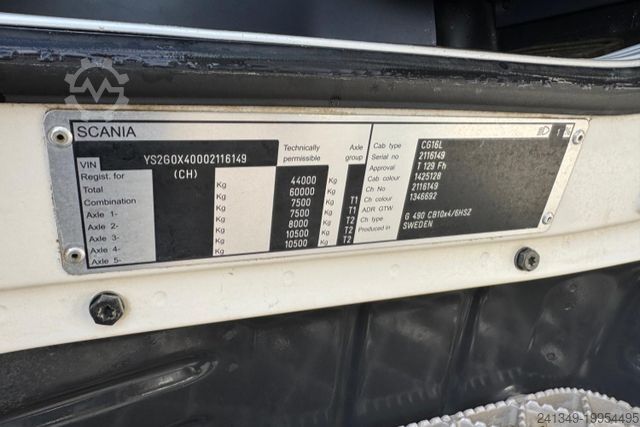 SCANIA
1
VIN YS2G0X40002116149
Regist. for (CH)
Total Kg 44000 Kg
Combination Kg 60000 Kg
Axle 1- Kg 7500 Kg T1
Axle 2- Kg 7500 Kg T1
Axle 3- Kg 8000 Kg T2
Axle 4- Kg 10500 Kg T2
Axle 5- Kg 10500 Kg T2
Technically permissible
Axle group
Cab type CG16L
Serial no 2116149
Approval T 129 Fh
Cab colour 1425128
Ch No 2116149
Ch colour 1346692
ADR GTW
Ch type G 490 CB10x4/6HSZ
Produced in SWEDEN
241349-19954495